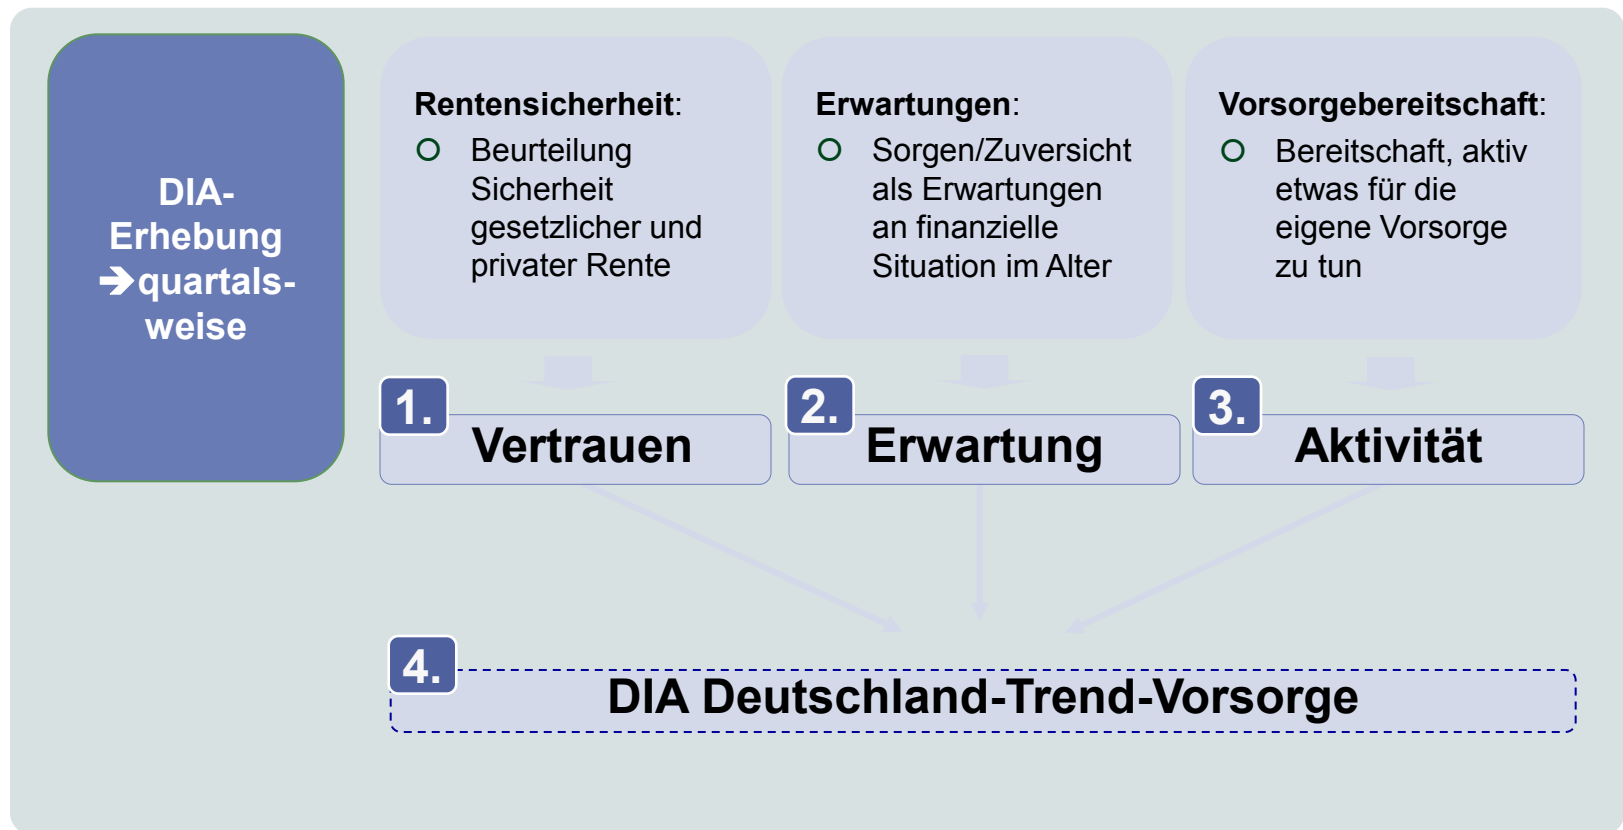 DIA-
Erhebung
➔quartals-
weise
Rentensicherheit:
Beurteilung
Sicherheit
gesetzlicher und
privater Rente
Erwartungen:
Sorgen/Zuversicht
als Erwartungen
an finanzielle
Situation im Alter
Vorsorgebereitschaft:
Bereitschaft, aktiv
etwas für die
eigene Vorsorge
zu tun
1.
Vertrauen
2.
Erwartung
3.
Aktivität
4.
DIA Deutschland-Trend-Vorsorge